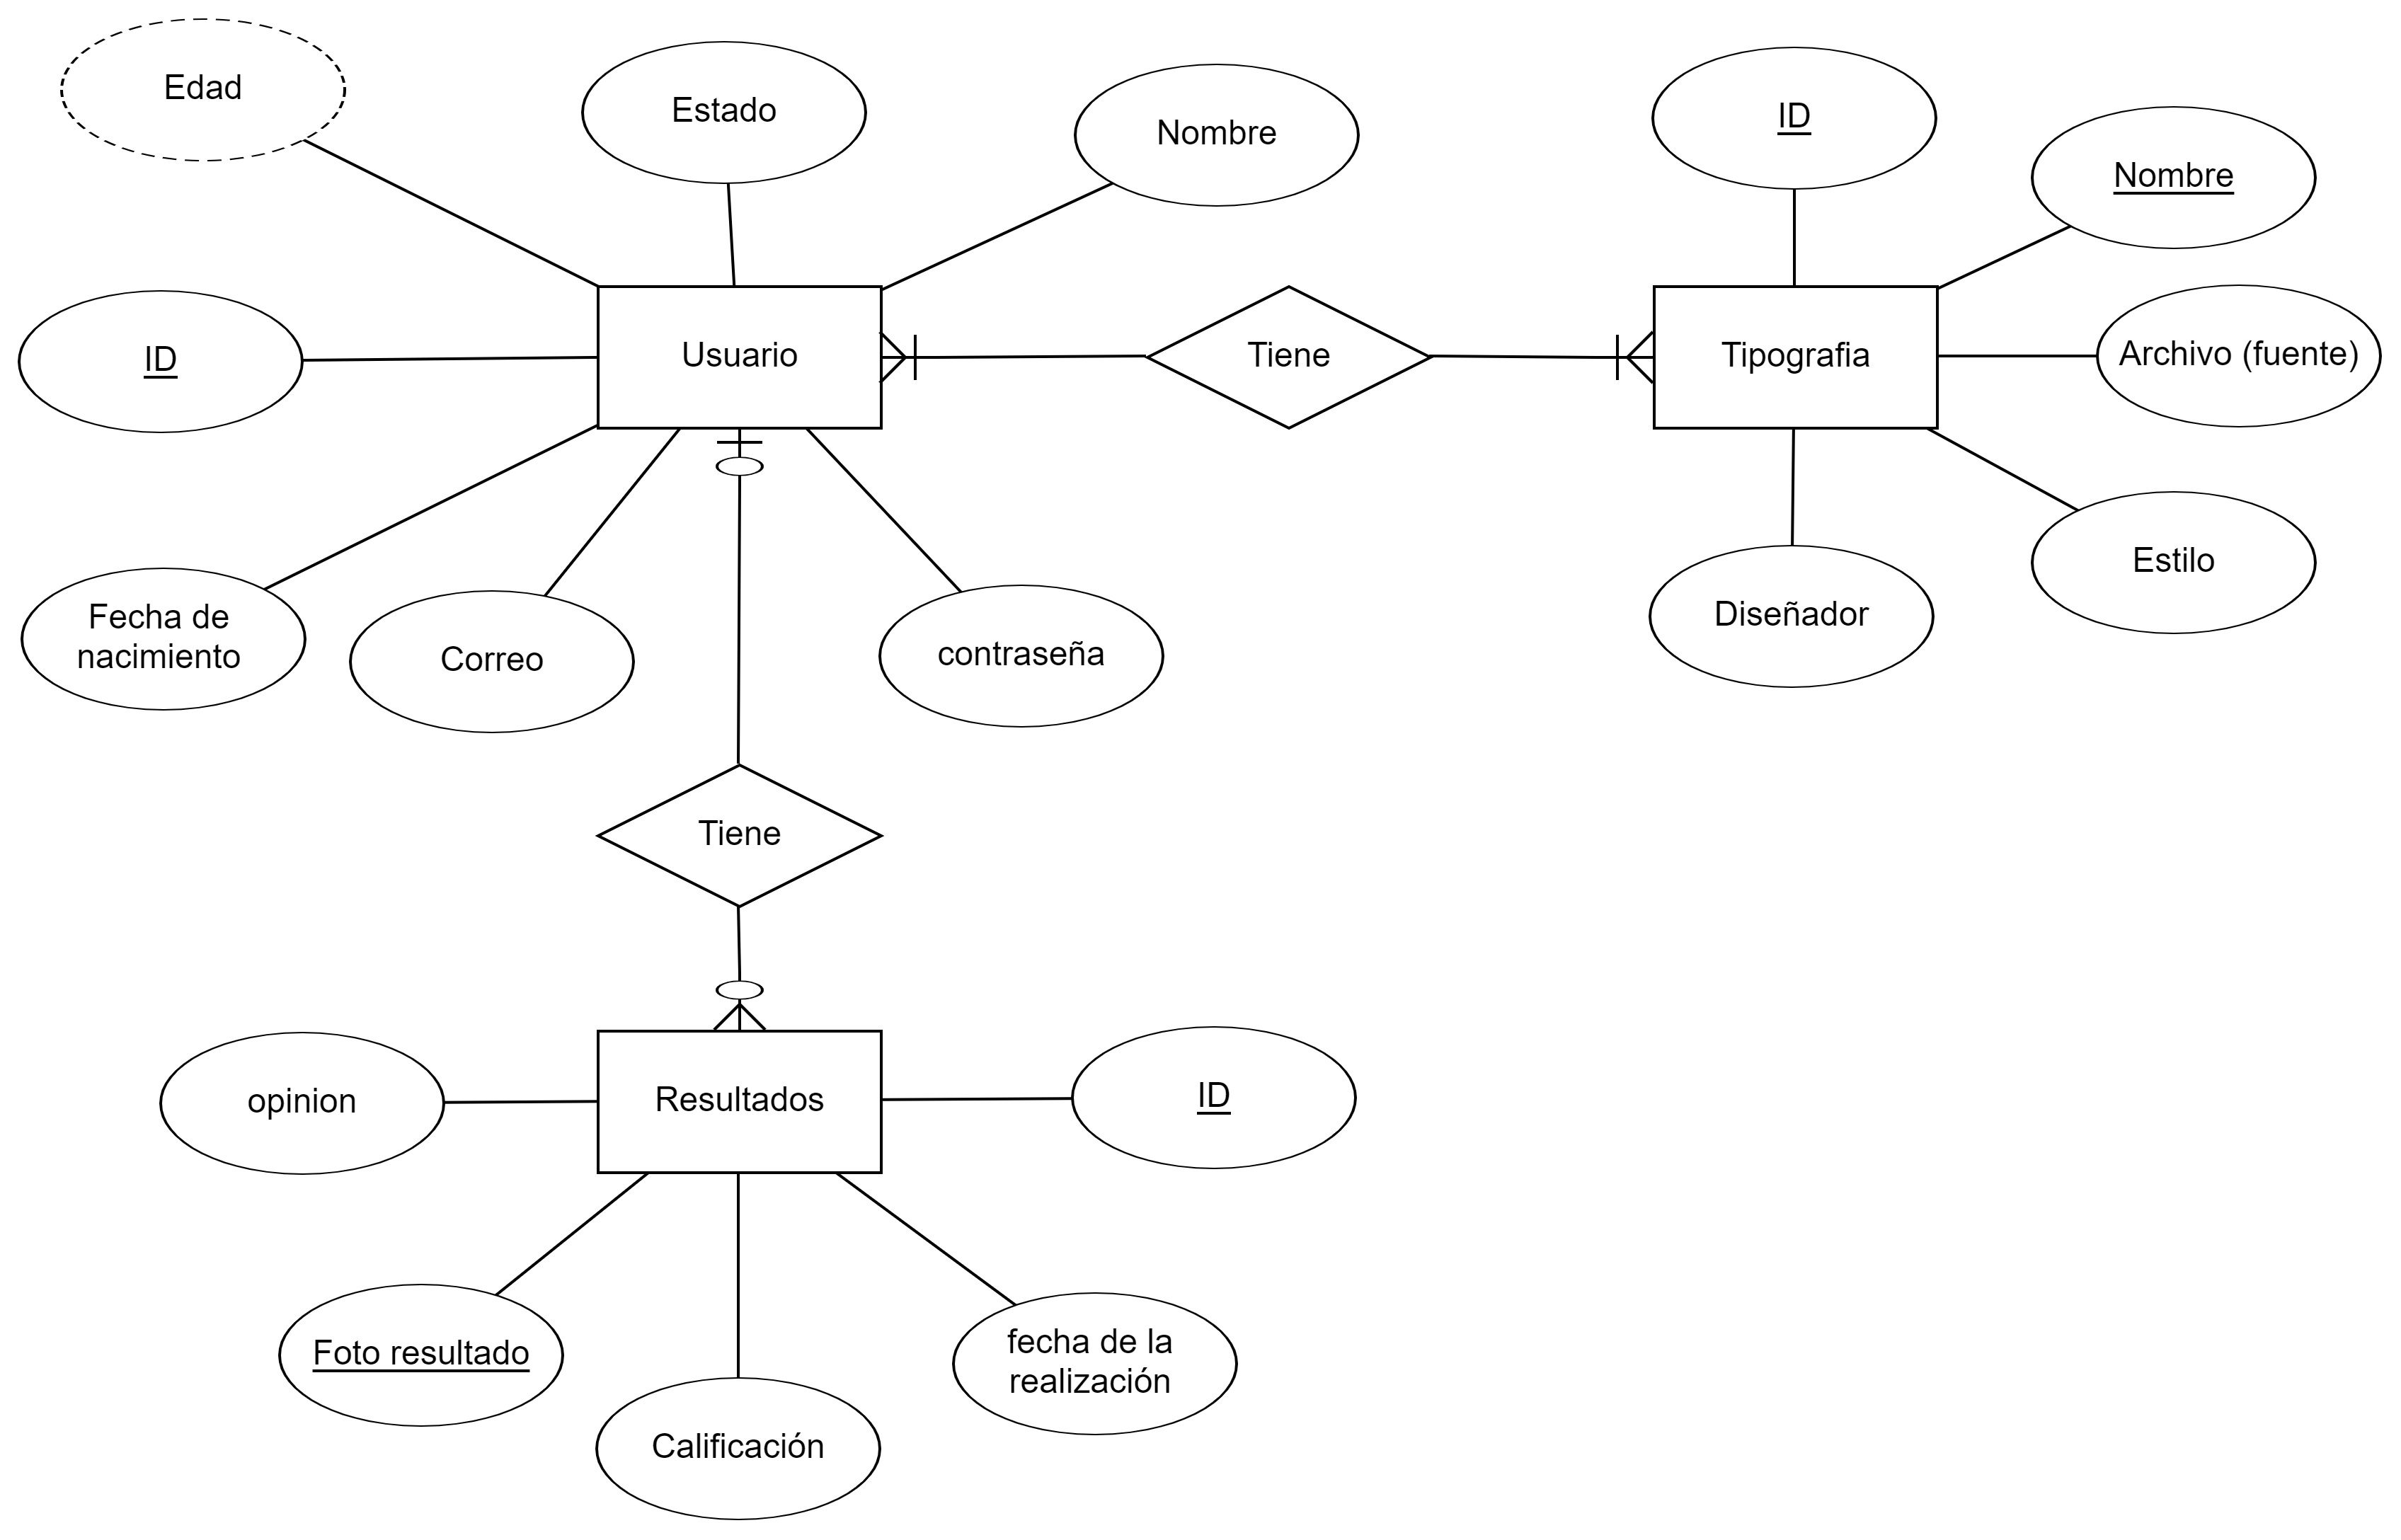 Edad
Estado
Nombre
ID
Nombre
ID
Usuario
Tiene
Tipografia
Archivo (fuente)
Fecha de
nacimiento
Correo
contraseña
Diseñador
Estilo
Tiene
opinion
Resultados
ID
Foto resultado
Calificación
fecha de la
realización